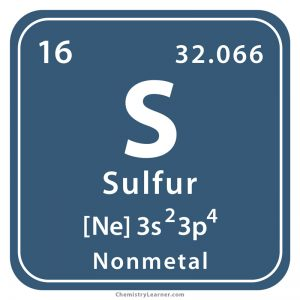 16 32.066
S
Sulfur
[Ne] 3s²3p⁴
Nonmetal
ChemistryLearner.com